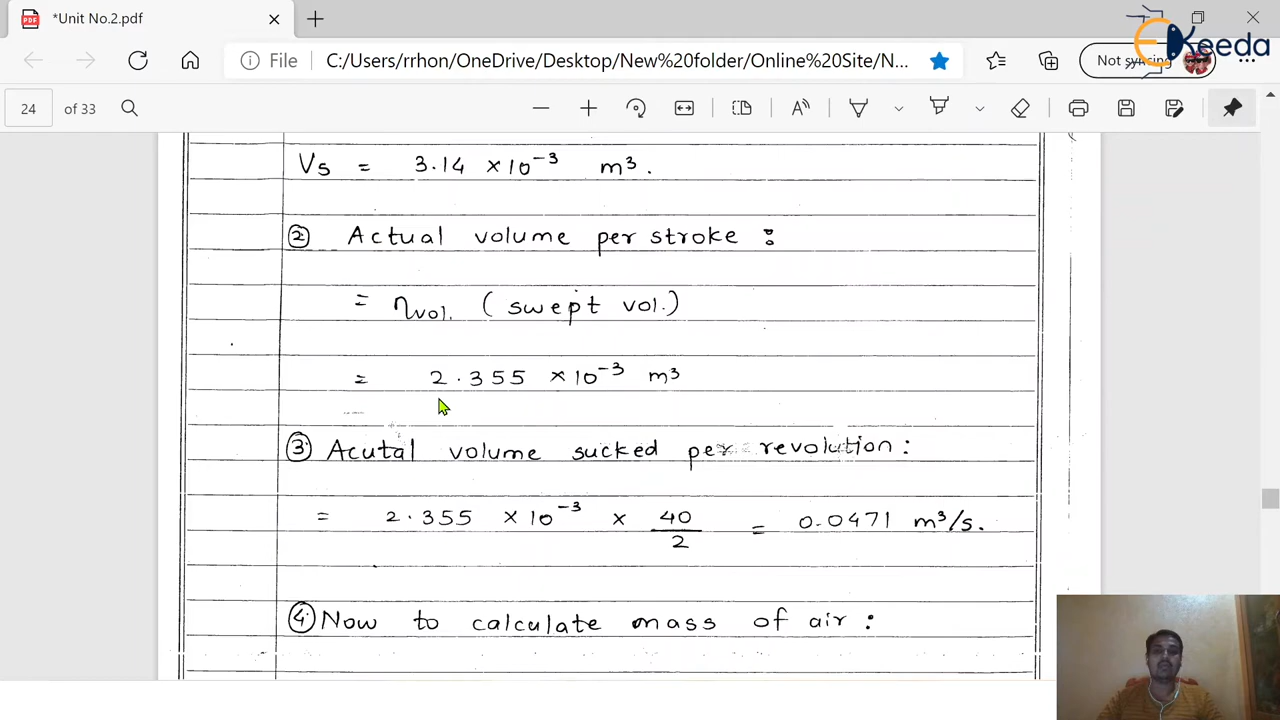 *Unit No.2.pdf
Keeda
File
C:/Users/rrhon/OneDrive/Desktop/New%20folder/Online%20Site/N...
Not syncing
24 of 33
Vs = 3.14 ×10⁻³ m³.
② Actual volume per stroke :
= ηvol. (swept vol.)
= 2.355 ×10⁻³ m³
③ Acutal volume sucked per revolution :
= 2.355 ×10⁻³ × 40/2 = 0.0471 m³/s.
④ Now to calculate mass of air :